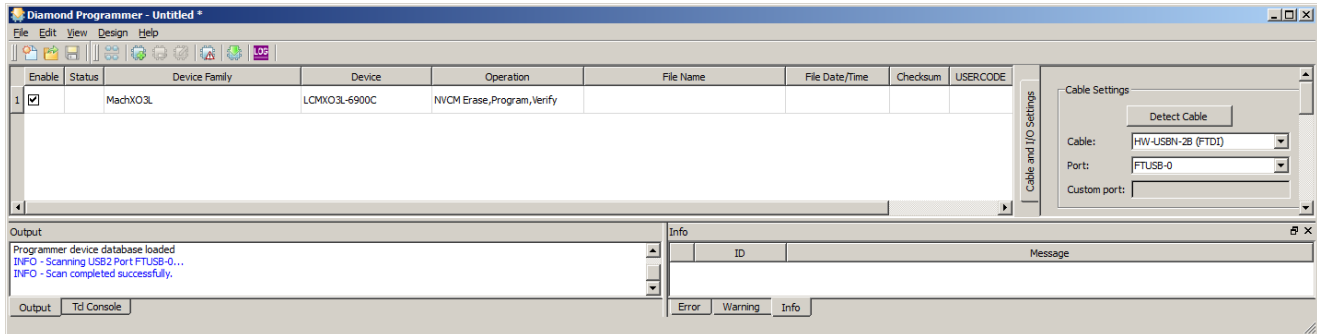 Diamond Programmer - Untitled *
File Edit View Design Help
LOG
Enable Status Device Family Device Operation File Name File Date/Time Checksum USERCODE
1 MachXO3L LCMXO3L-6900C NVCM Erase,Program,Verify
Cable and I/O Settings
Cable Settings
Detect Cable
Cable: HW-USBN-2B (FTDI)
Port: FTUSB-0
Custom port:
Output
Programmer device database loaded
INFO - Scanning USB2 Port FTUSB-0...
INFO - Scan completed successfully.
Output Tcl Console
Info
ID Message
Error Warning Info